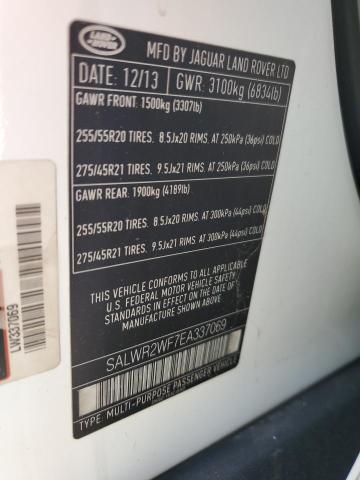 LAND ROVER
MFD BY JAGUAR LAND ROVER LTD
DATE: 12/13 GWR: 3100kg (6834lb)
GAWR FRONT: 1500kg (3307lb)
255/55R20 TIRES. 8.5Jx20 RIMS. AT 250kPA (36psi) COLD
275/45R21 TIRES. 9.5Jx21 RIMS. AT 250kPA (36psi) COLD
GAWR REAR: 1900kg (4189lb)
255/55R20 TIRES. 8.5Jx20 RIMS. AT 300kPA (44psi) COLD
275/45R21 TIRES. 9.5Jx21 RIMS. AT 300kPA (44psi) COLD
THIS VEHICLE CONFORMS TO ALL APPLICABLE
U.S. FEDERAL MOTOR VEHICLE SAFETY
STANDARDS IN EFFECT ON THE DATE OF
MANUFACTURE SHOWN ABOVE
SALWR2WF7EA337069
TYPE: MULTI-PURPOSE PASSENGER VEHICLE
LW337069